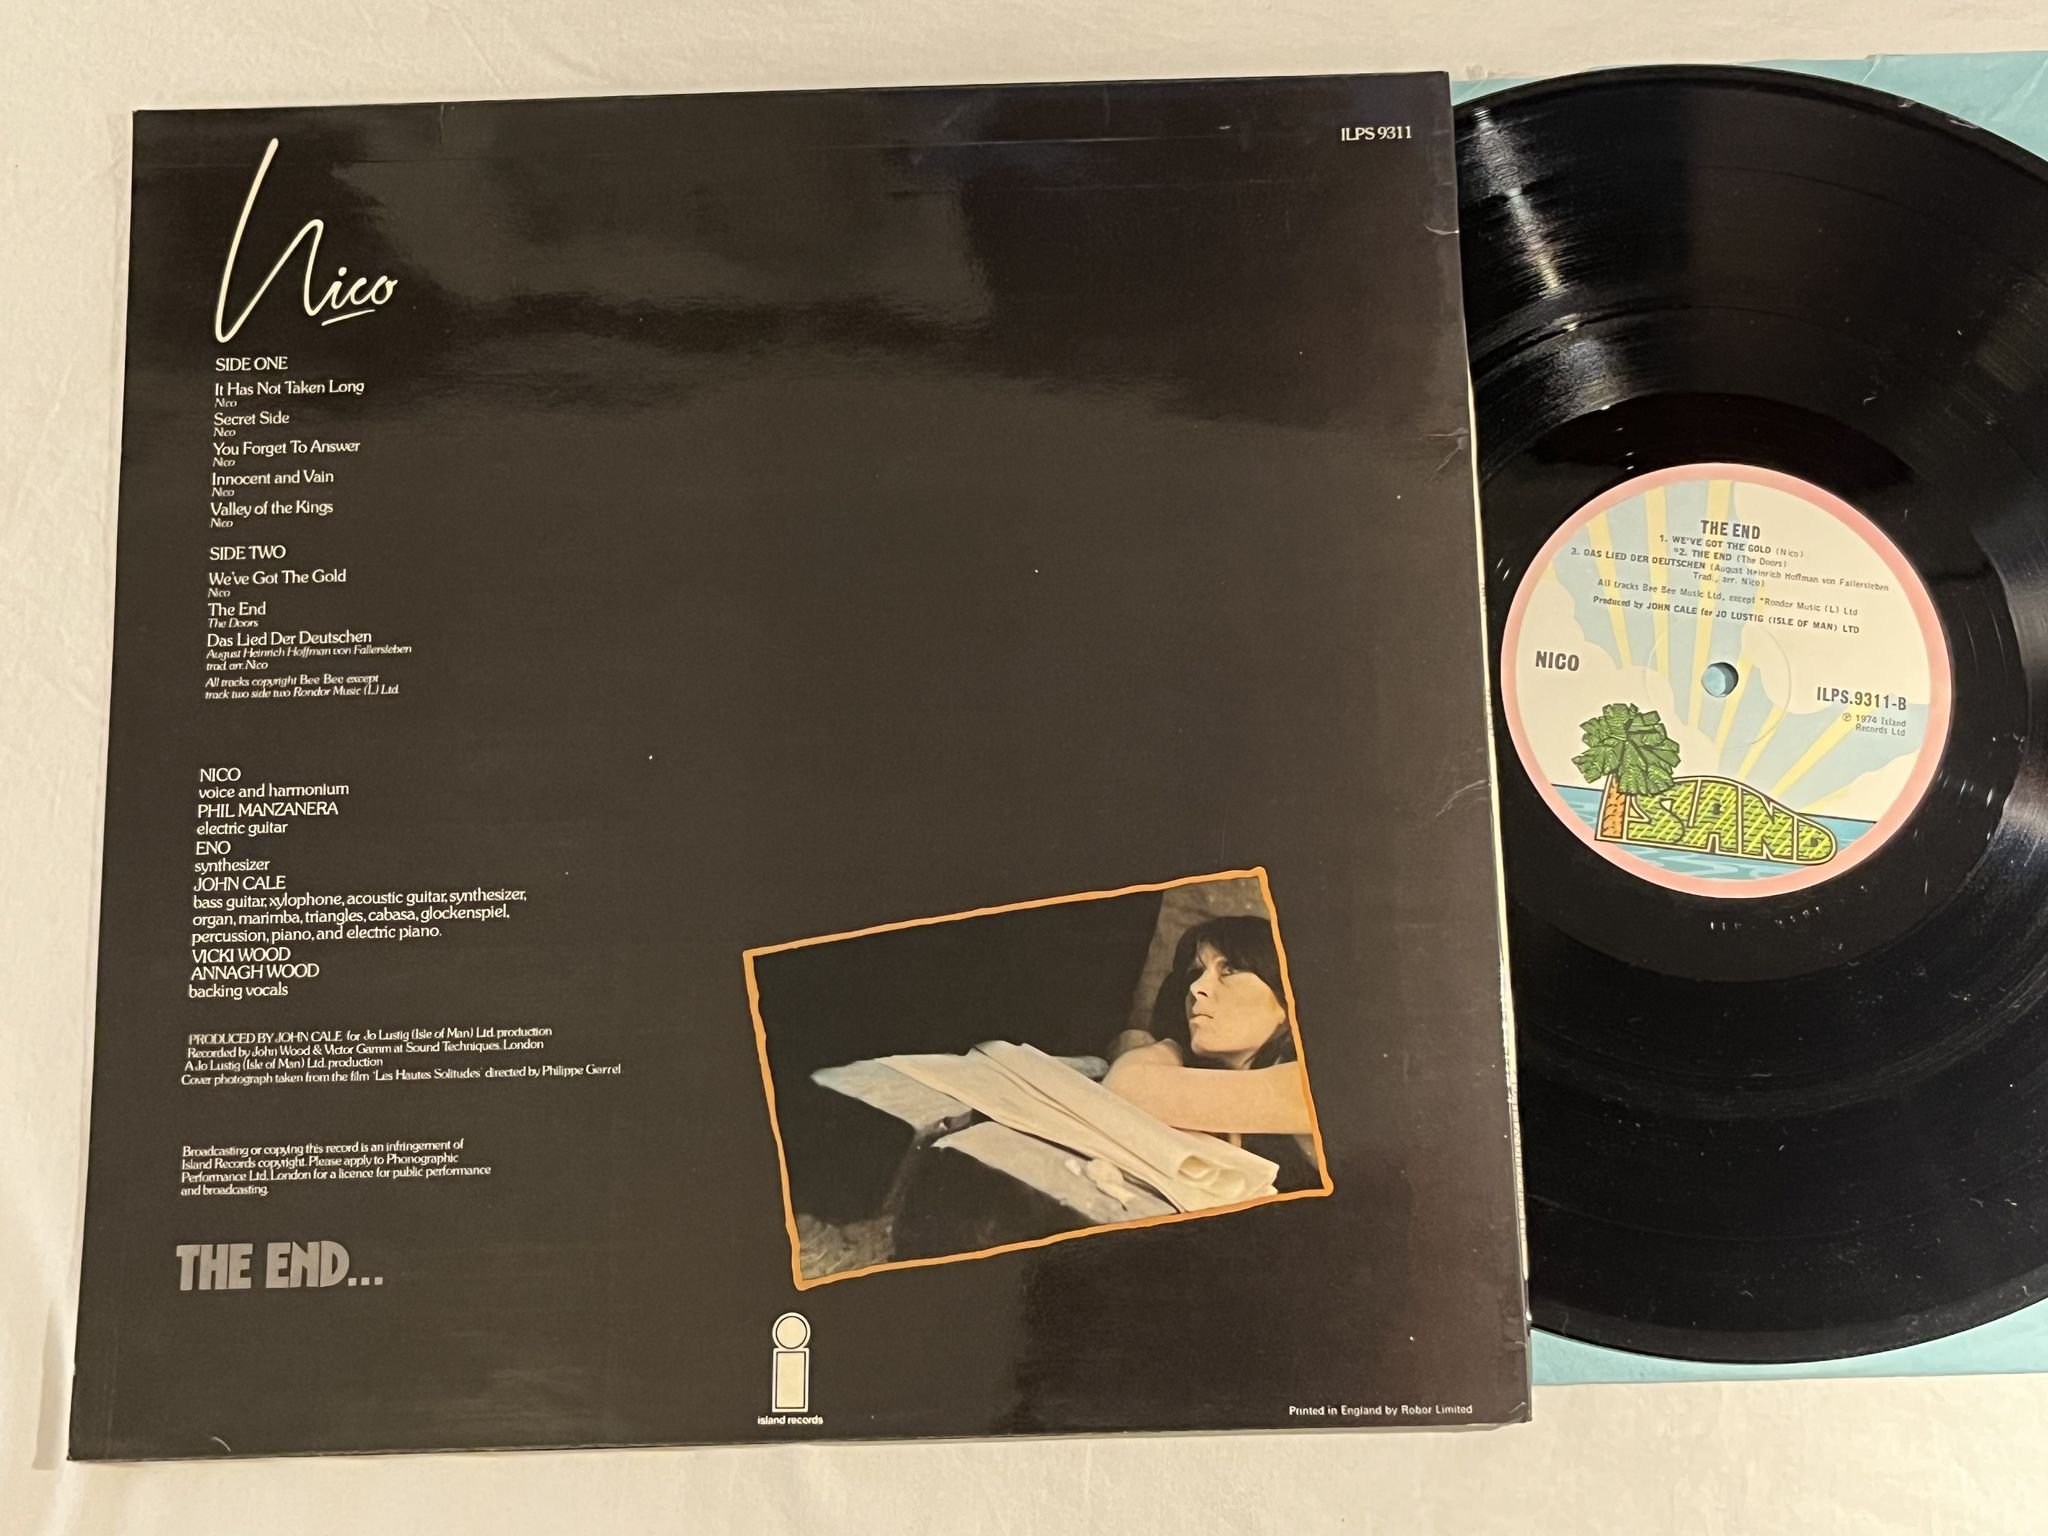 ILPS 9311
Nico
SIDE ONE
It Has Not Taken Long
Nico
Secret Side
Nico
You Forget To Answer
Nico
Innocent and Vain
Nico
Valley of the Kings
Nico
SIDE TWO
We've Got The Gold
Nico
The End
The Doors
Das Lied Der Deutschen
August Heinrich Hoffman von Fallersleben
trad. arr. Nico
All tracks copyright Bee Bee except
track two side two Rondor Music (L) Ltd.
NICO
voice and harmonium
PHIL MANZANERA
electric guitar
ENO
synthesizer
JOHN CALE
bass guitar, xylophone, acoustic guitar, synthesizer,
organ, marimba, triangles, cabasa, glockenspiel,
percussion, piano, and electric piano.
VICKI WOOD
ANNAGH WOOD
backing vocals
PRODUCED BY JOHN CALE for Jo Lustig (Isle of Man) Ltd. production
Recorded by John Wood & Victor Gamm at Sound Techniques, London
A Jo Lustig (Isle of Man) Ltd. production
Cover photograph taken from the film 'Les Hautes Solitudes' directed by Philippe Garrel
Broadcasting or copying this record is an infringement of
Island Records copyright. Please apply to Phonographic
Performance Ltd, London for a licence for public performance
and broadcasting.
THE END...
island records
Printed in England by Robor Limited
THE END
1. WE'VE GOT THE GOLD (Nico)
*2. THE END (The Doors)
3. DAS LIED DER DEUTSCHEN (August Heinrich Hoffman von Fallersleben
Trad., arr. Nico)
All tracks Bee Bee Music Ltd, except *Rondor Music (L) Ltd
Produced by JOHN CALE for JO LUSTIG (ISLE OF MAN) LTD
NICO
ILPS.9311-B
℗ 1974 Island
Records Ltd
ISLAND